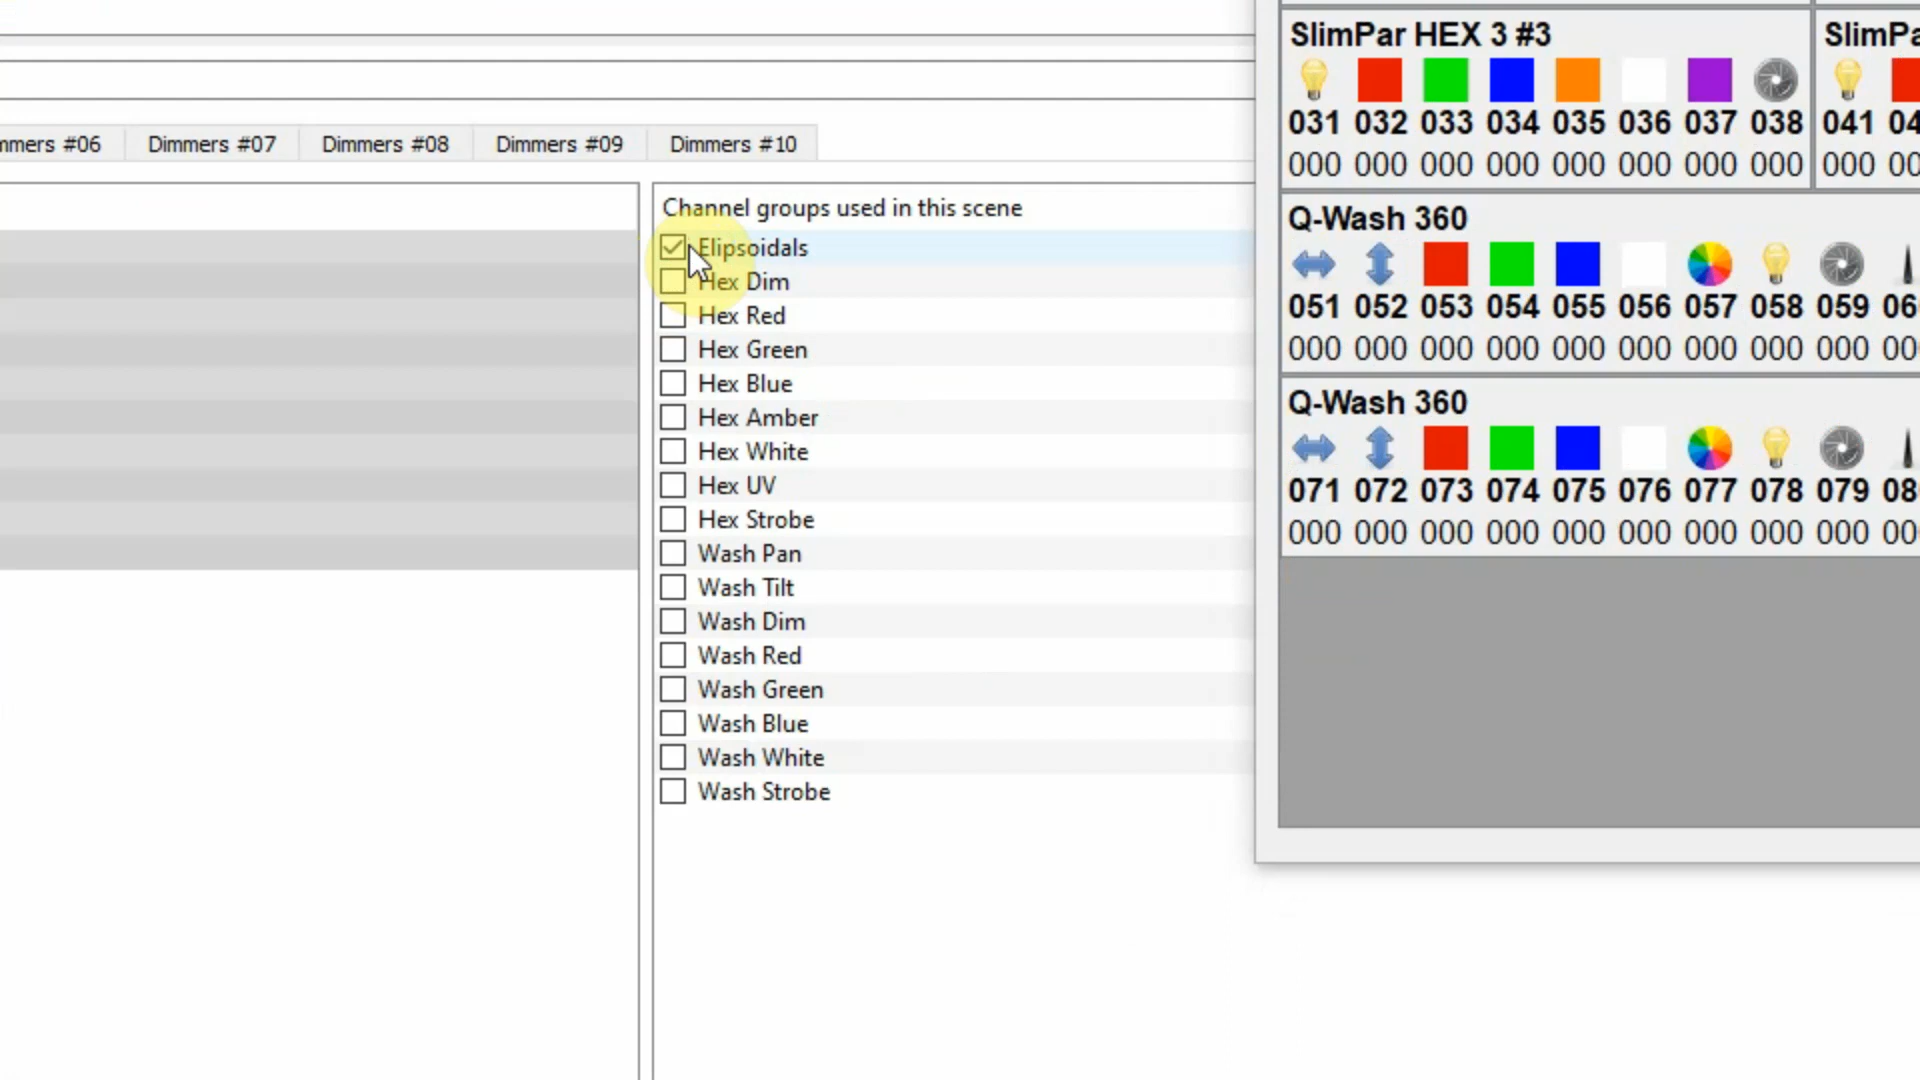 mmers #06 Dimmers #07 Dimmers #08 Dimmers #09 Dimmers #10
Channel groups used in this scene
Elipsoidals
Hex Dim
Hex Red
Hex Green
Hex Blue
Hex Amber
Hex White
Hex UV
Hex Strobe
Wash Pan
Wash Tilt
Wash Dim
Wash Red
Wash Green
Wash Blue
Wash White
Wash Strobe
SlimPar HEX 3 #3
031 032 033 034 035 036 037 038
000 000 000 000 000 000 000 000
SlimPa
041 04
000 00
Q-Wash 360
051 052 053 054 055 056 057 058 059 06
000 000 000 000 000 000 000 000 000 00
Q-Wash 360
071 072 073 074 075 076 077 078 079 08
000 000 000 000 000 000 000 000 000 00